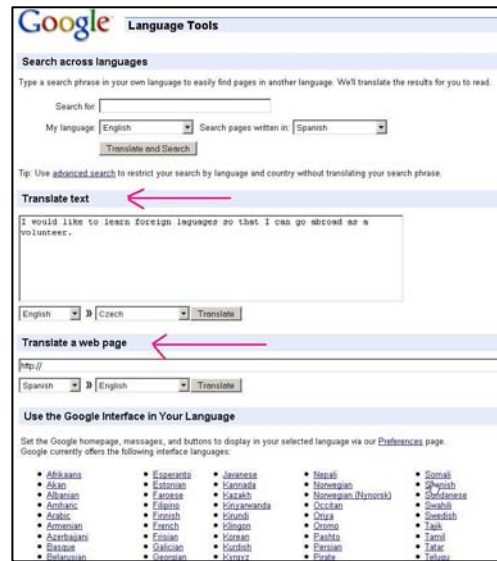 Google Language Tools
Search across languages
Type a search phrase in your own language to easily find pages in another language. We'll translate the results for you to read.
Search for:
My language: English Search pages written in: Spanish
Translate and Search
Tip: Use advanced search to restrict your search by language and country without translating your search phrase.
Translate text
I would like to learn foreign laguages so that I can go abroad as a
volunteer.
English » Czech Translate
Translate a web page
http://
Spanish » English Translate
Use the Google Interface in Your Language
Set the Google homepage, messages, and buttons to display in your selected language via our Preferences page.
Google currently offers the following interface languages:
• Afrikaans • Esperanto • Javanese • Nepali • Somali
• Akan • Estonian • Kannada • Norwegian • Spanish
• Albanian • Faroese • Kazakh • Norwegian (Nynorsk) • Sundanese
• Amharic • Filipino • Kinyarwanda • Occitan • Swahili
• Arabic • Finnish • Kirundi • Oriya • Swedish
• Armenian • French • Klingon • Oromo • Tajik
• Azerbaijani • Frisian • Korean • Pashto • Tamil
• Basque • Galician • Kurdish • Persian • Tatar
• Belarusian • Georgian • Kyrgyz • Pirate • Telugu